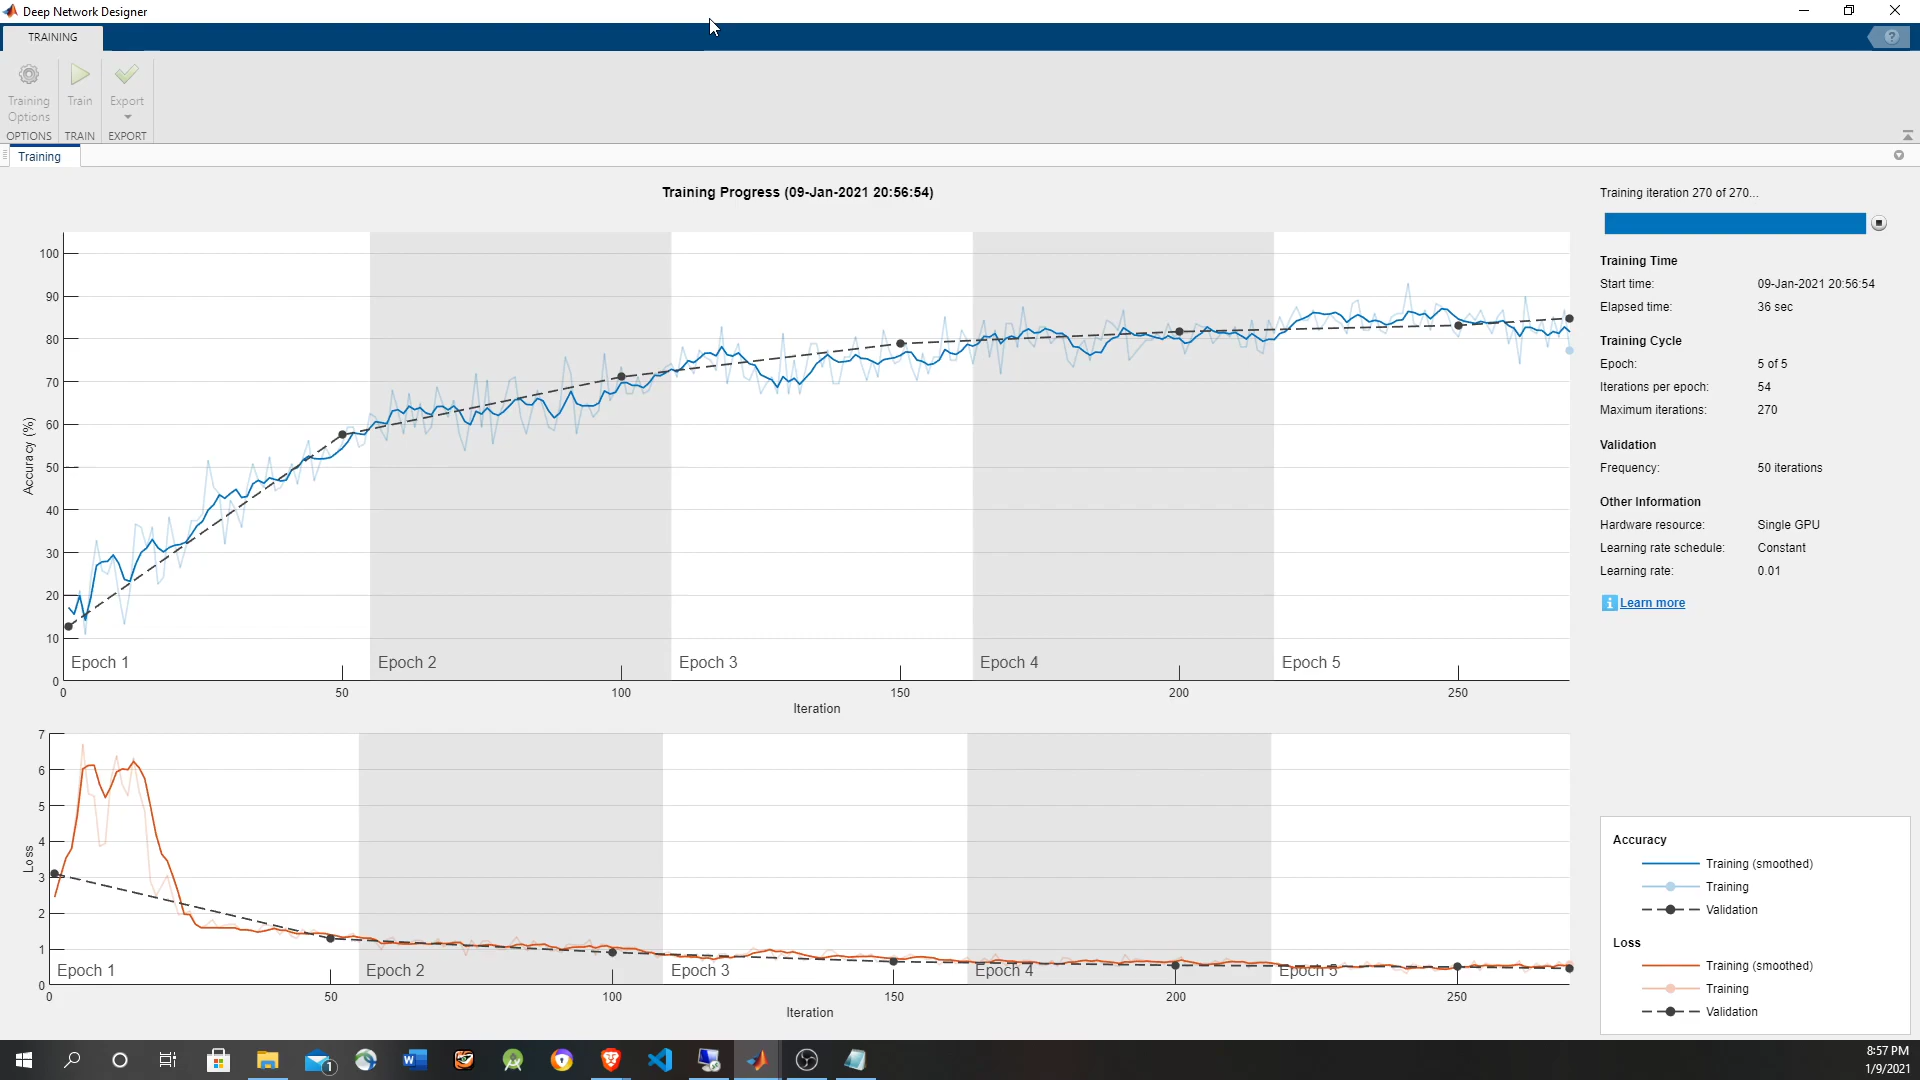 Deep Network Designer
TRAINING
?
Training
Options
Train
Export
OPTIONS
TRAIN
EXPORT
Training
Training Progress (09-Jan-2021 20:56:54)
100
90
80
70
60
50
40
30
20
10
0
Accuracy (%)
Epoch 1
Epoch 2
Epoch 3
Epoch 4
Epoch 5
0
50
100
150
200
250
Iteration
7
6
5
4
3
2
1
0
Loss
Epoch 1
Epoch 2
Epoch 3
Epoch 4
Epoch 5
0
50
100
150
200
250
Iteration
Training iteration 270 of 270...
Training Time
Start time: 09-Jan-2021 20:56:54
Elapsed time: 36 sec
Training Cycle
Epoch: 5 of 5
Iterations per epoch: 54
Maximum iterations: 270
Validation
Frequency: 50 iterations
Other Information
Hardware resource: Single GPU
Learning rate schedule: Constant
Learning rate: 0.01
Learn more
Accuracy
Training (smoothed)
Training
Validation
Loss
Training (smoothed)
Training
Validation
1
8:57 PM
1/9/2021